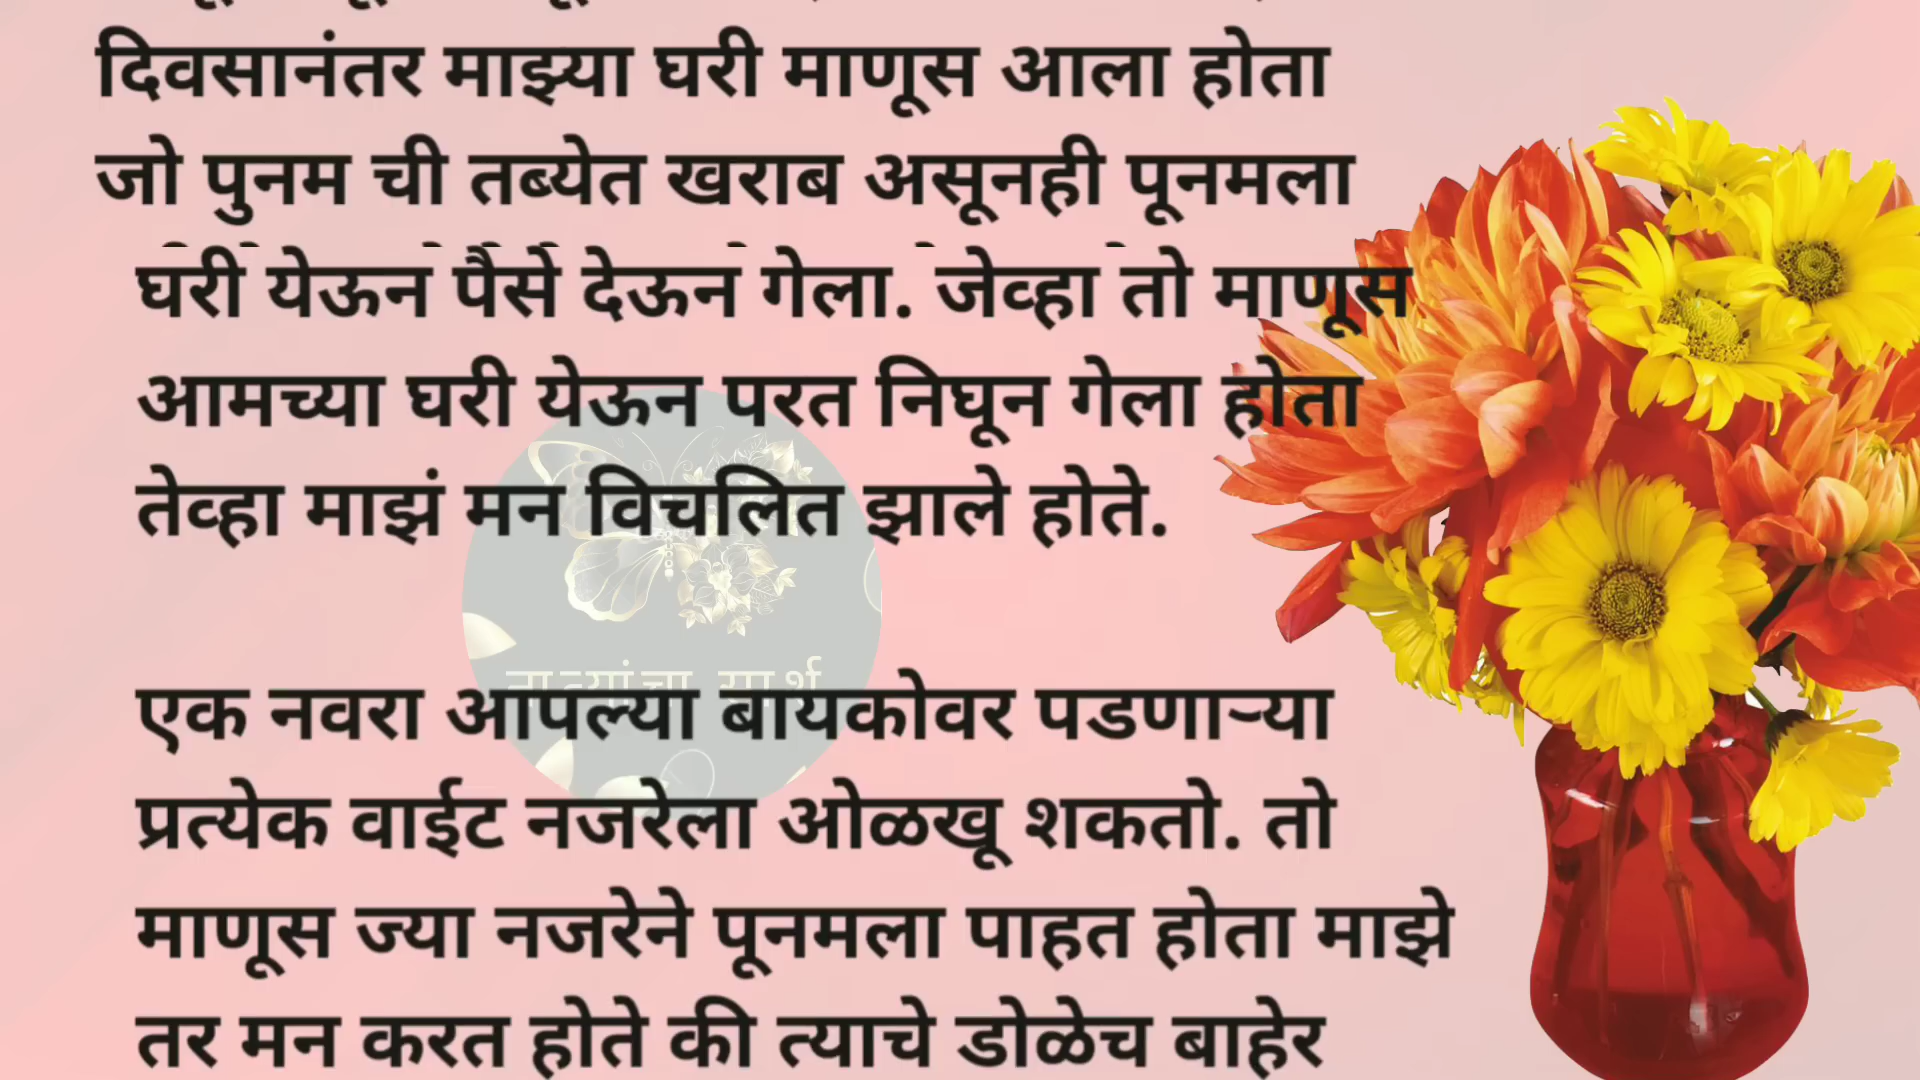 दिवसानंतर माझ्या घरी माणूस आला होता
जो पुनम ची तब्येत खराब असूनही पूनमला
घरी येऊन पैसे देऊन गेला. जेव्हा तो माणूस
आमच्या घरी येऊन परत निघून गेला होता
तेव्हा माझं मन विचलित झाले होते.
एक नवरा आपल्या बायकोवर पडणाऱ्या
प्रत्येक वाईट नजरेला ओळखू शकतो. तो
माणूस ज्या नजरेने पूनमला पाहत होता माझे
तर मन करत होते की त्याचे डोळेच बाहेर